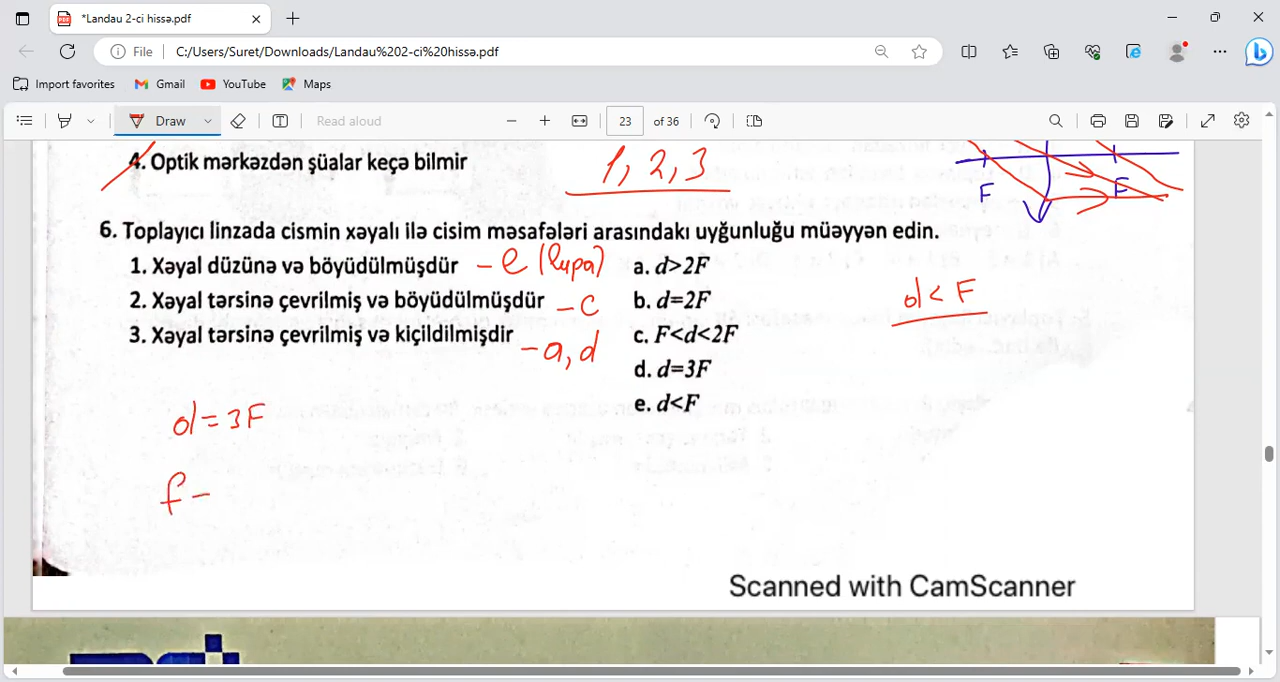 *Landau 2-ci hissə.pdf
File C:/Users/Suret/Downloads/Landau%202-ci%20hissə.pdf
Import favorites Gmail YouTube Maps
Draw Read aloud 23 of 36
4. Optik mərkəzdən şüalar keçə bilmir 1, 2, 3
F F
6. Toplayıcı linzada cismin xəyalı ilə cisim məsafələri arasındakı uyğunluğu müəyyən edin.
1. Xəyal düzünə və böyüdülmüşdür - e (lupa) a. d>2F
d < F
2. Xəyal tərsinə çevrilmiş və böyüdülmüşdür - c b. d=2F
3. Xəyal tərsinə çevrilmiş və kiçildilmişdir - a, d c. F<d<2F
d. d=3F
e. d<F
d = 3F
f -
Scanned with CamScanner